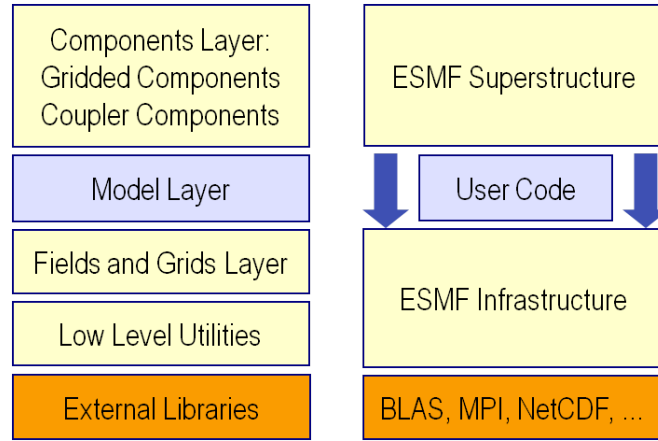 Components Layer:
Gridded Components
Coupler Components
Model Layer
Fields and Grids Layer
Low Level Utilities
External Libraries
ESMF Superstructure
User Code
ESMF Infrastructure
BLAS, MPI, NetCDF, ...